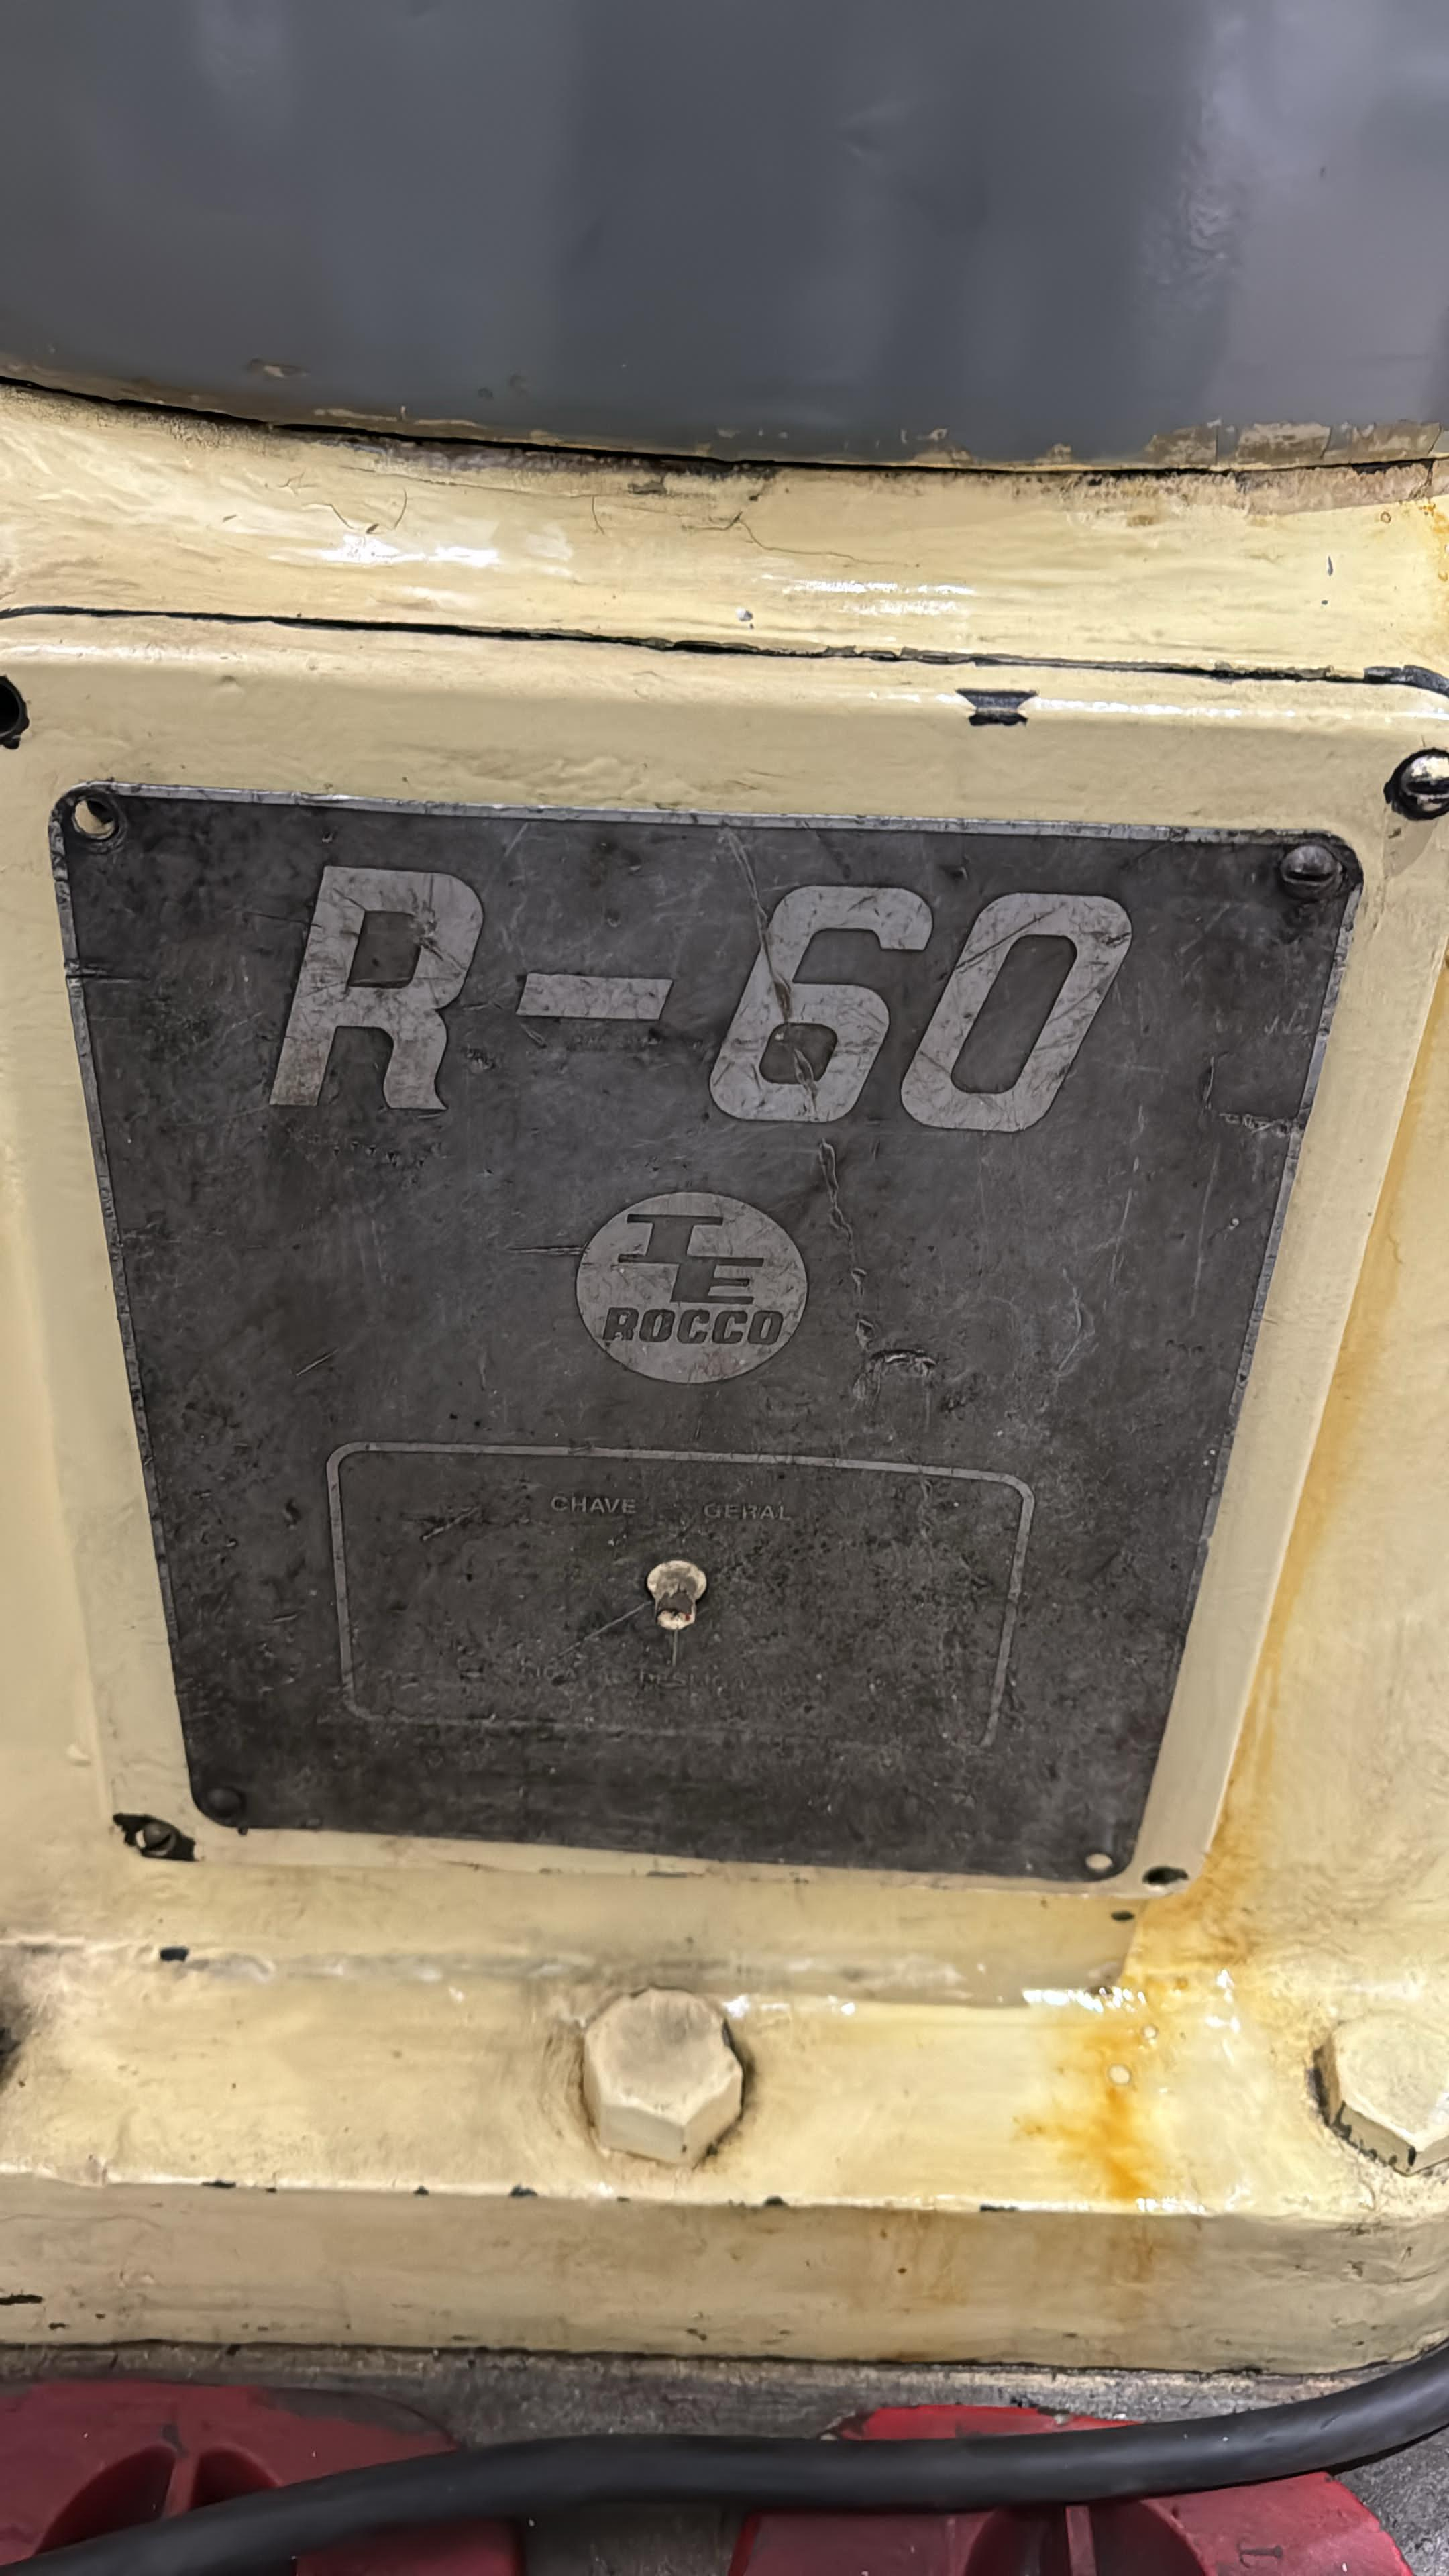 R-60
IE
ROCCO
CHAVE GERAL